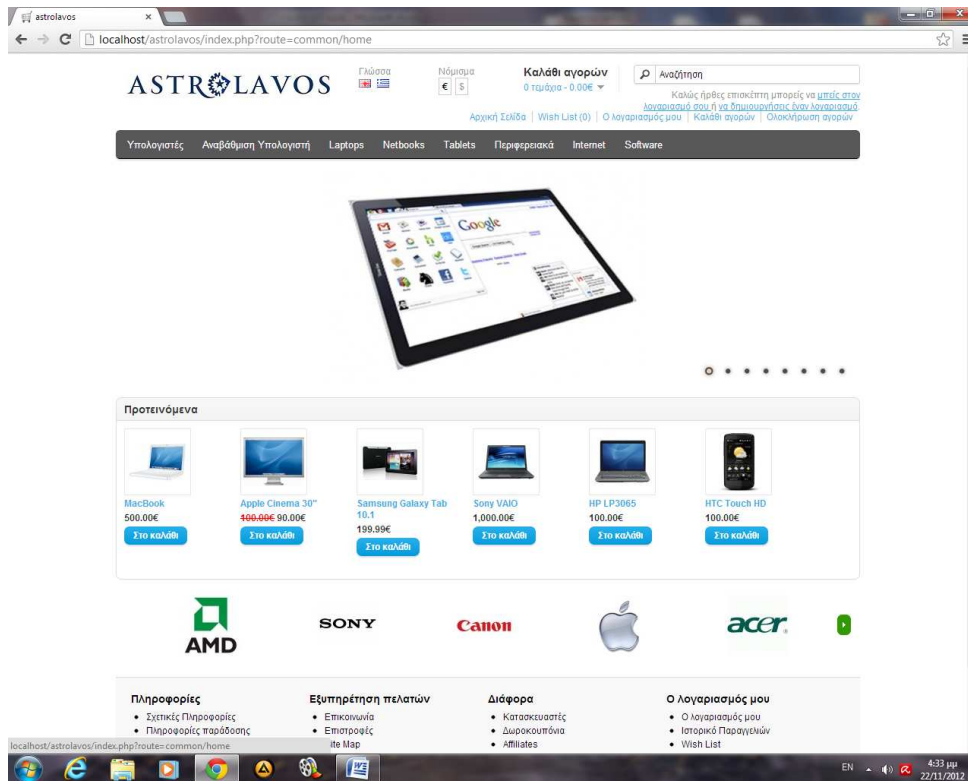 astrolavos
localhost/astrolavos/index.php?route=common/home
ASTROLAVOS
Γλώσσα
Νόμισμα
€ $
Καλάθι αγορών
0 τεμάχια - 0.00€
Αναζήτηση
Καλώς ήρθες επισκέπτη μπορείς να μπείς στον
λογαριασμό σου ή να δημιουργήσεις έναν λογαριασμό.
Αρχική Σελίδα Wish List (0) Ο λογαριασμός μου Καλάθι αγορών Ολοκλήρωση αγορών
Υπολογιστές Αναβάθμιση Υπολογιστή Laptops Netbooks Tablets Περιφερειακά Internet Software
Google
Προτεινόμενα
MacBook
500.00€
Στο καλάθι
Apple Cinema 30"
100.00€ 90.00€
Στο καλάθι
Samsung Galaxy Tab
10.1
199.99€
Στο καλάθι
Sony VAIO
1,000.00€
Στο καλάθι
HP LP3065
100.00€
Στο καλάθι
HTC Touch HD
100.00€
Στο καλάθι
AMD
SONY
Canon
acer
Πληροφορίες
• Σχετικές Πληροφορίες
• Πληροφορίες παράδοσης
Εξυπηρέτηση πελατών
• Επικοινωνία
• Επιστροφές
ite Map
Διάφορα
• Κατασκευαστές
• Δωροκουπόνια
• Affiliates
Ο λογαριασμός μου
• Ο λογαριασμός μου
• Ιστορικό Παραγγελιών
• Wish List
localhost/astrolavos/index.php?route=common/home
EN
4:33 μμ
22/11/2012